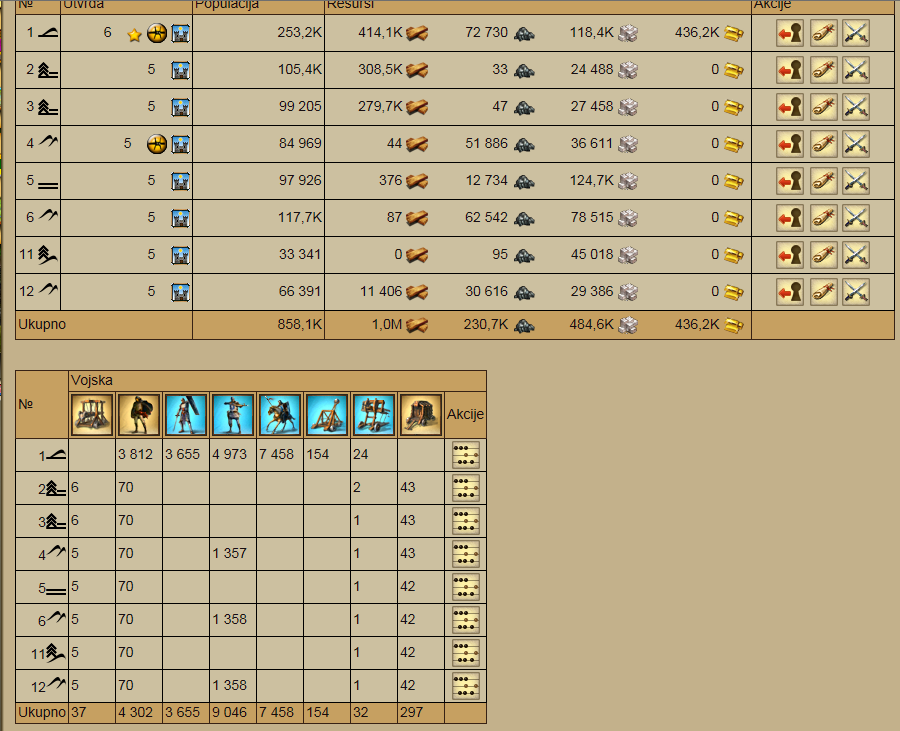 № Utvrda Populacija Resursi Akcije
1 6 253,2K 414,1K 72 730 118,4K 436,2K
2 5 105,4K 308,5K 33 24 488 0
3 5 99 205 279,7K 47 27 458 0
4 5 84 969 44 51 886 36 611 0
5 5 97 926 376 12 734 124,7K 0
6 5 117,7K 87 62 542 78 515 0
11 5 33 341 0 95 45 018 0
12 5 66 391 11 406 30 616 29 386 0
Ukupno 858,1K 1,0M 230,7K 484,6K 436,2K
№ Vojska
Akcije
1 3 812 3 655 4 973 7 458 154 24
2 6 70 2 43
3 6 70 1 43
4 5 70 1 357 1 43
5 5 70 1 42
6 5 70 1 358 1 42
11 5 70 1 42
12 5 70 1 358 1 42
Ukupno 37 4 302 3 655 9 046 7 458 154 32 297